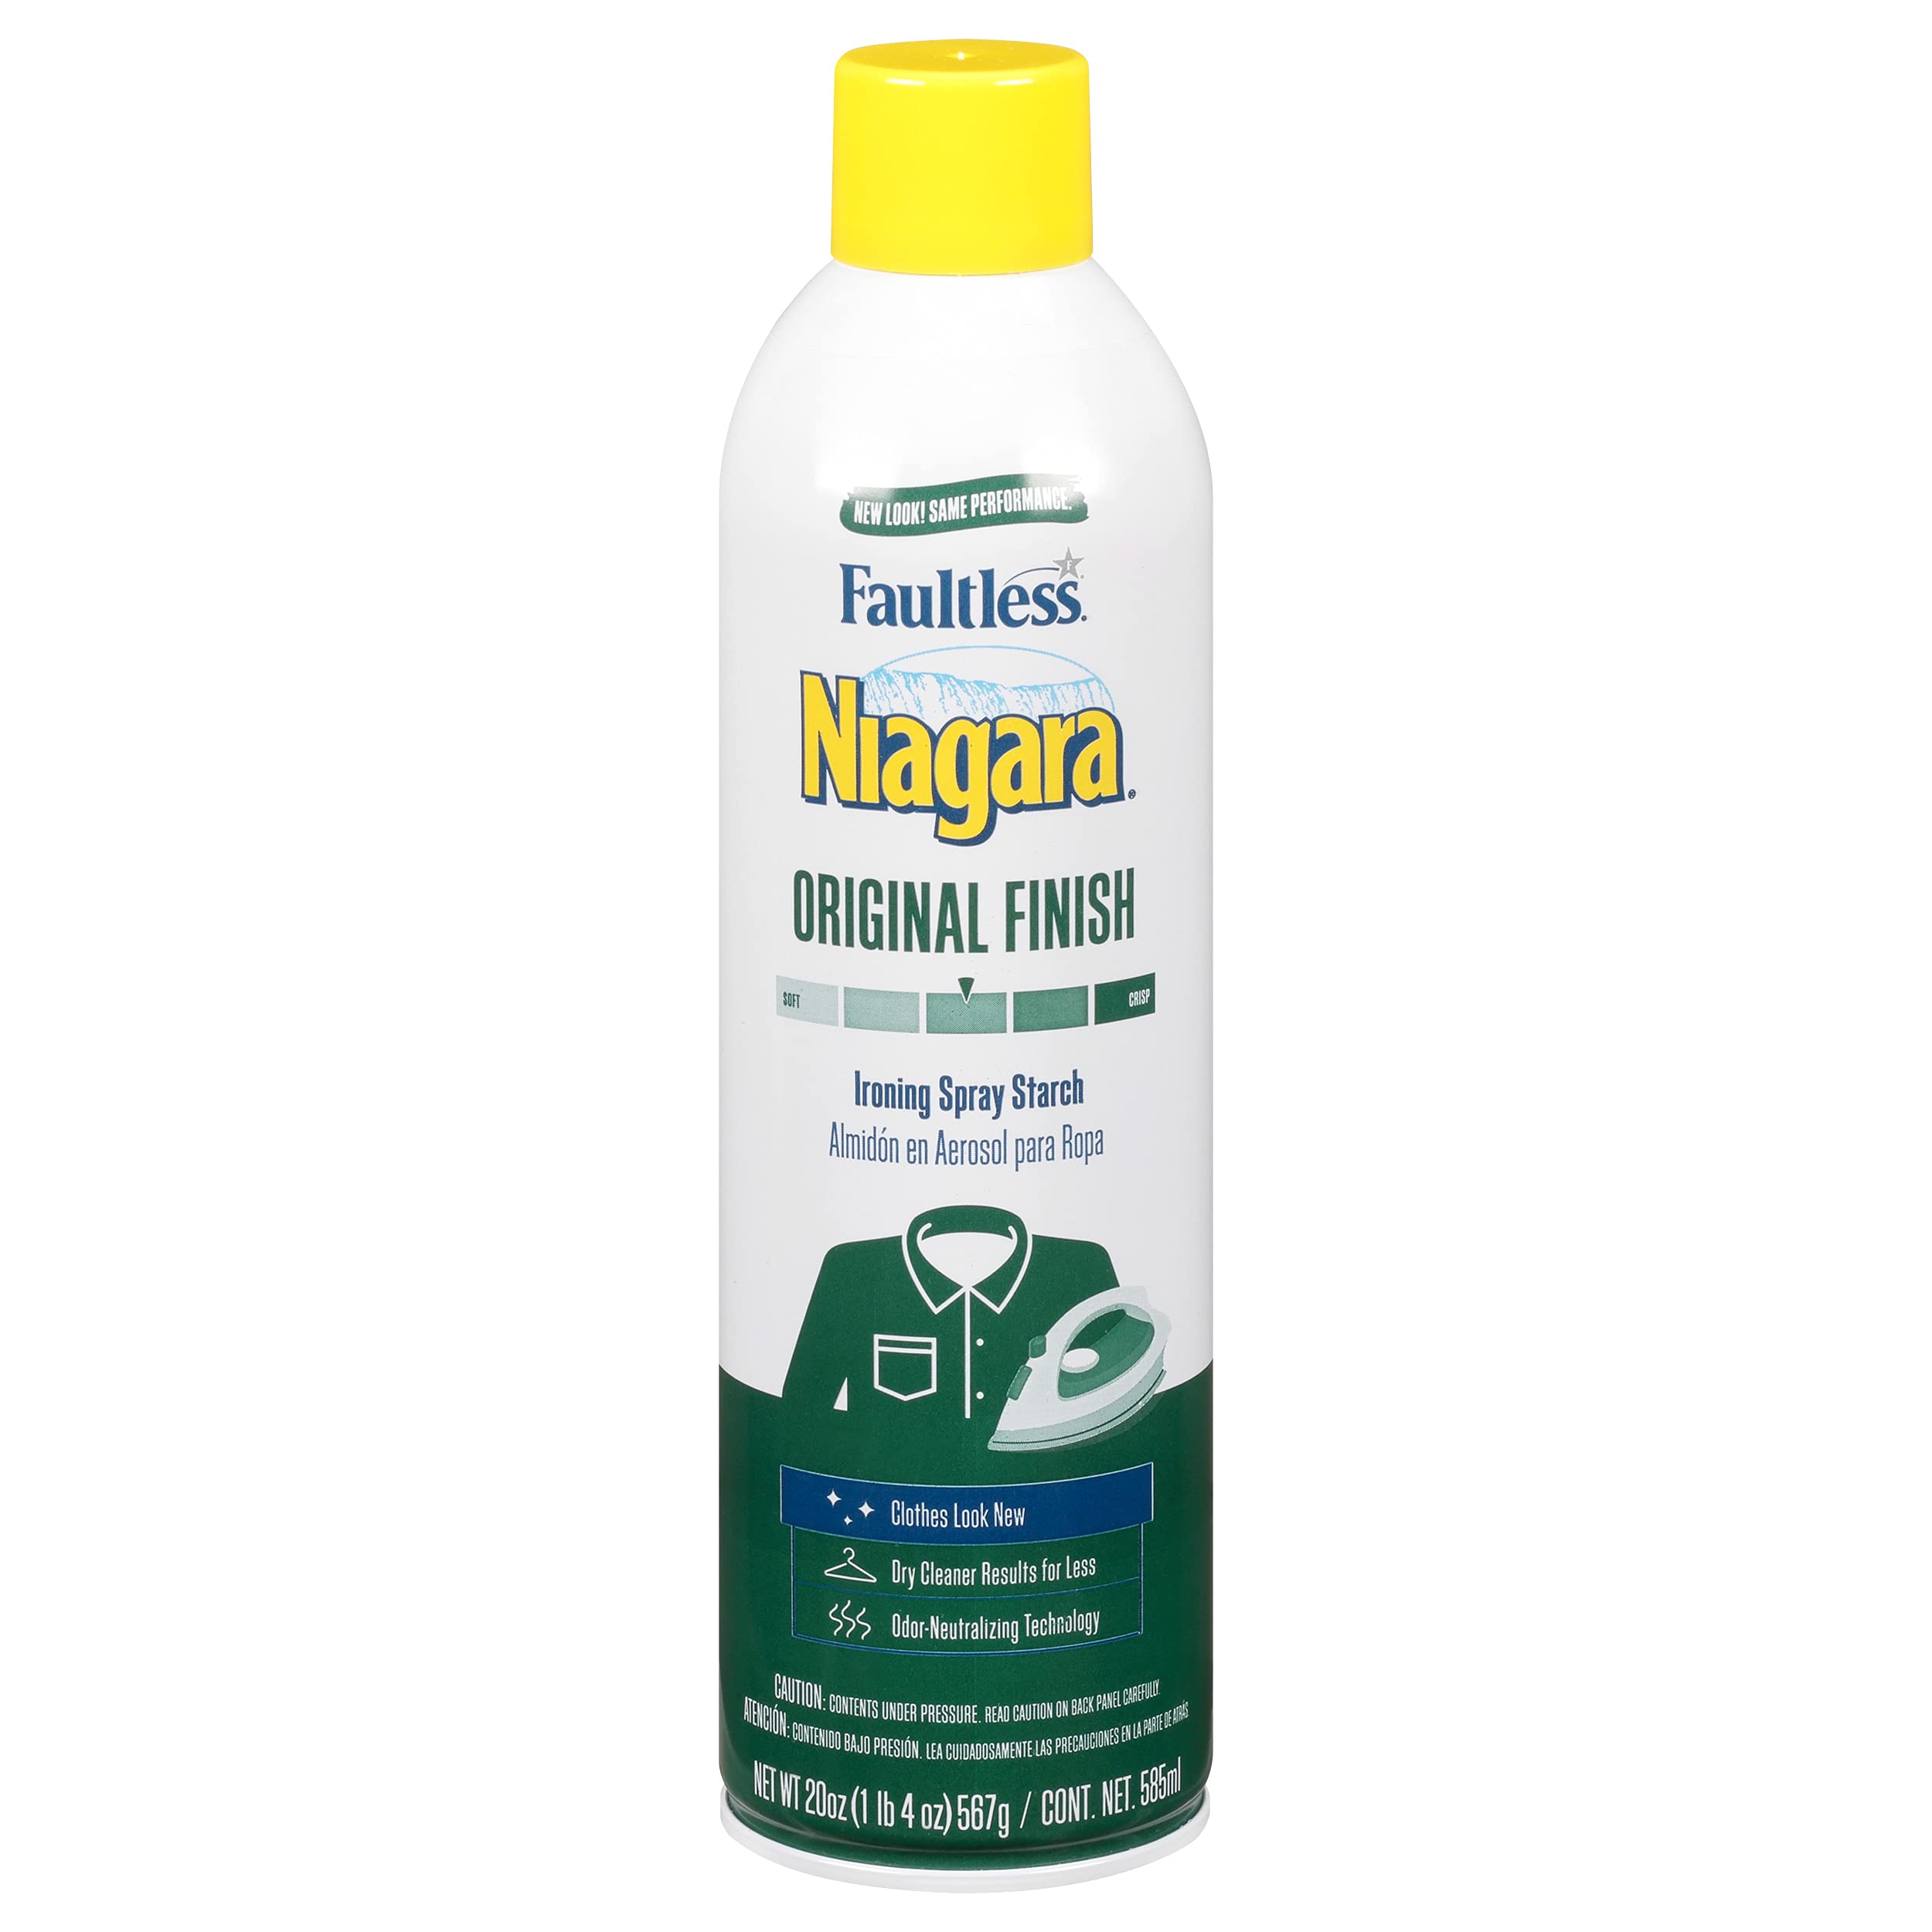 NEW LOOK! SAME PERFORMANCE.
F
Faultless®
Niagara®
ORIGINAL FINISH
SOFT CRISP
Ironing Spray Starch
Almidón en Aerosol para Ropa
Clothes Look New
Dry Cleaner Results for Less
Odor-Neutralizing Technology
CAUTION: CONTENTS UNDER PRESSURE. READ CAUTION ON BACK PANEL CAREFULLY.
ATENCIÓN: CONTENIDO BAJO PRESIÓN. LEA CUIDADOSAMENTE LAS PRECAUCIONES EN LA PARTE DE ATRÁS.
NET WT 20oz (1 lb 4 oz) 567g / CONT. NET. 585ml